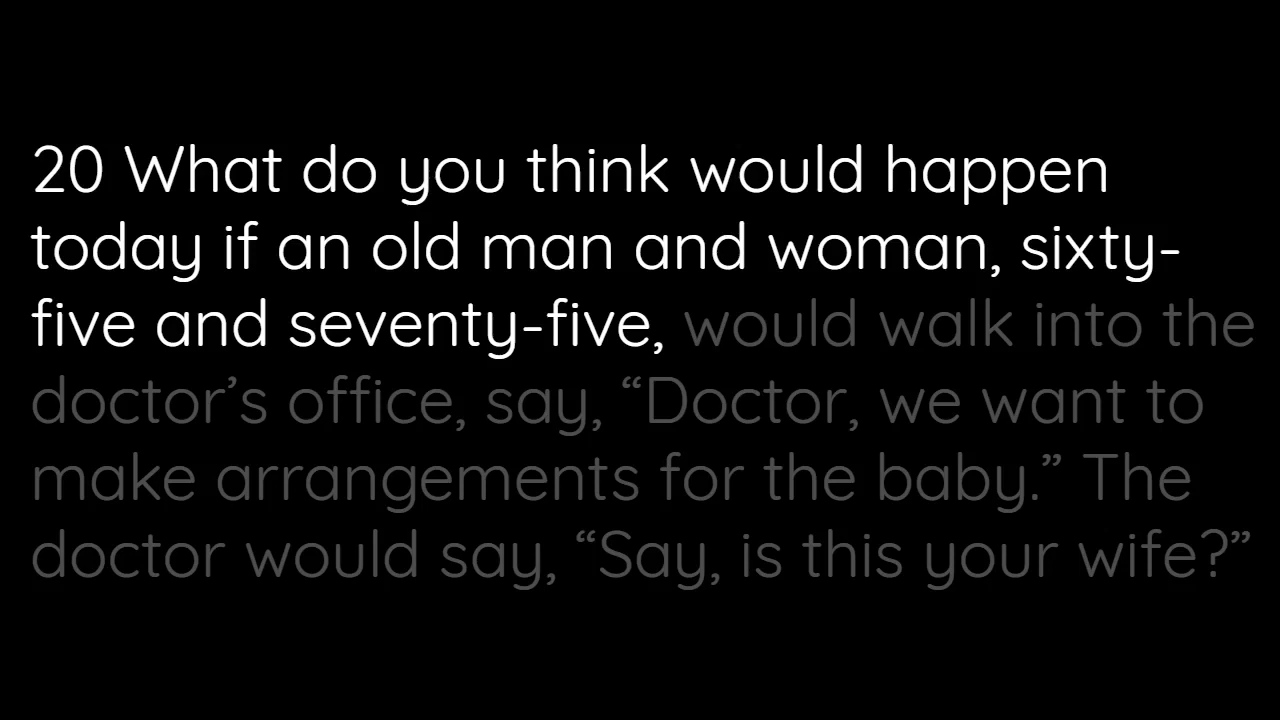 20 What do you think would happen
today if an old man and woman, sixty-
five and seventy-five, would walk into the
doctor’s office, say, “Doctor, we want to
make arrangements for the baby.” The
doctor would say, “Say, is this your wife?”